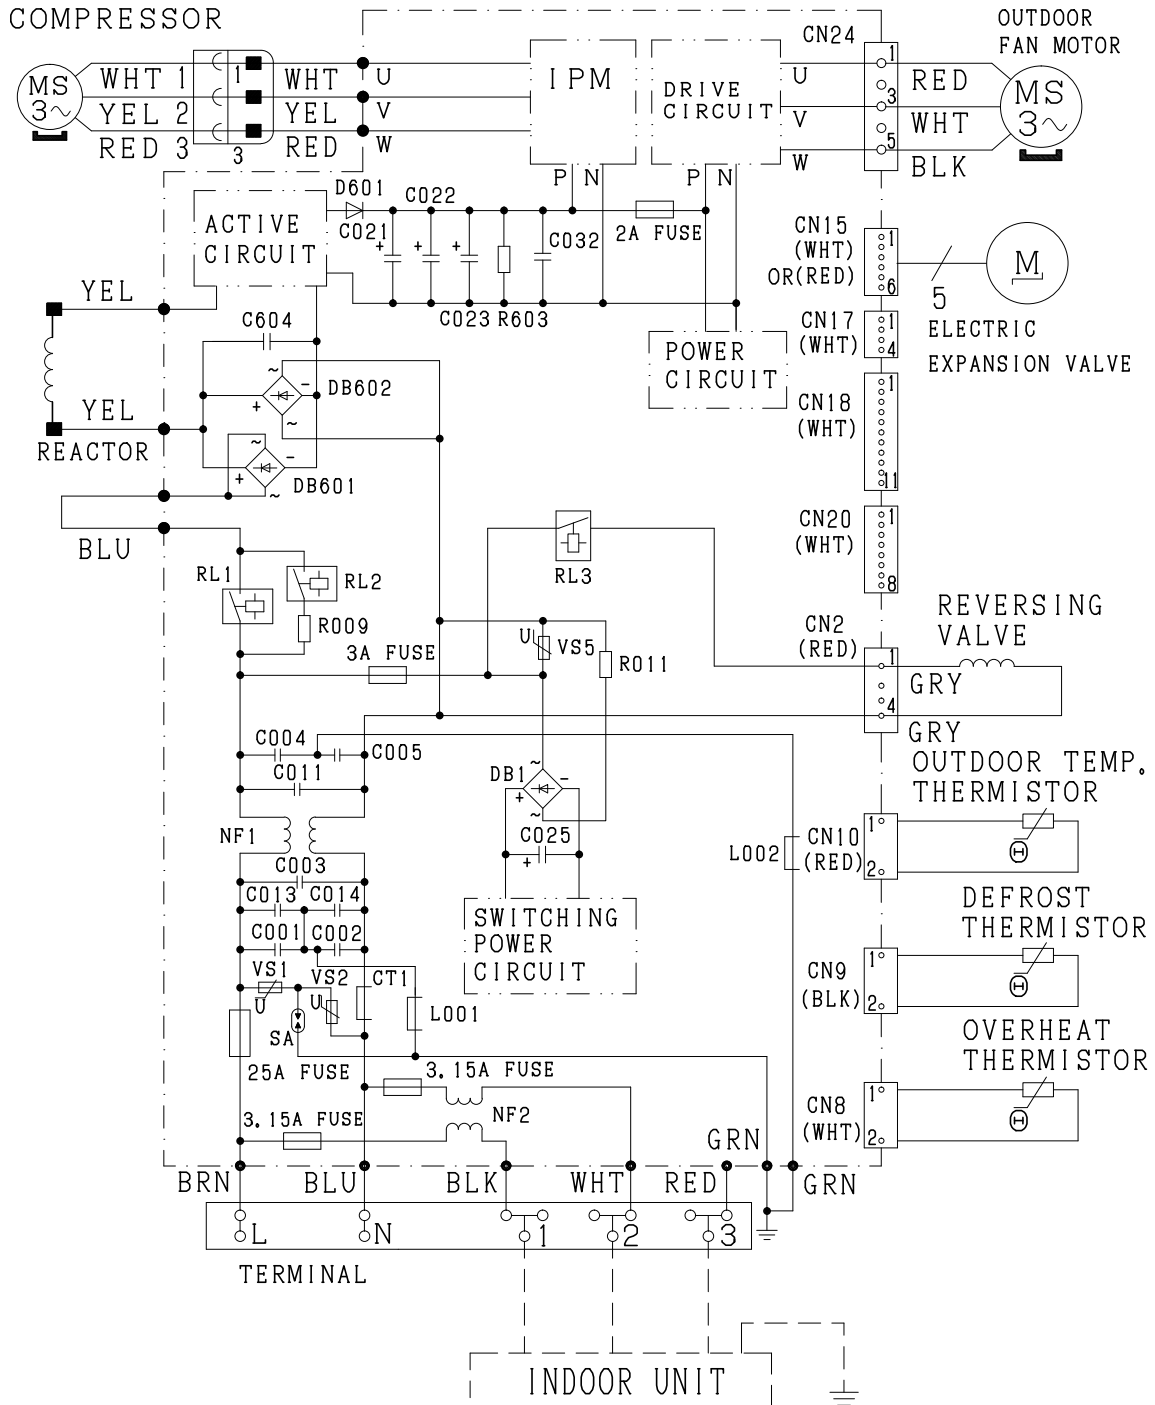 COMPRESSOR
MS
3~
WHT 1
YEL 2
RED 3
1
3
WHT
YEL
RED
U
V
W
IPM
DRIVE
CIRCUIT
P N
P N
U
V
W
CN24
1
3
5
RED
WHT
BLK
OUTDOOR
FAN MOTOR
MS
3~
ACTIVE
CIRCUIT
D601
C021
C022
+
+
+
C023
R603
C032
2A FUSE
POWER
CIRCUIT
CN15
(WHT)
OR(RED)
1
6
5
M
ELECTRIC
EXPANSION VALVE
CN17
(WHT)
1
4
CN18
(WHT)
1
11
CN20
(WHT)
1
8
YEL
YEL
REACTOR
C604
~
-
+
~
DB602
~
-
+
~
DB601
BLU
RL1
RL2
R009
RL3
3A FUSE
U
VS5
R011
CN2
(RED)
1
4
REVERSING
VALVE
GRY
GRY
C004
C005
C011
NF1
C003
C013
C014
C001
C002
VS1
U
VS2
U
CT1
SA
L001
25A FUSE
3.15A FUSE
3.15A FUSE
NF2
DB1
~
-
+
~
C025
+
SWITCHING
POWER
CIRCUIT
L002
OUTDOOR TEMP.
THERMISTOR
CN10
(RED)
1
2
Θ
DEFROST
THERMISTOR
CN9
(BLK)
1
2
Θ
OVERHEAT
THERMISTOR
CN8
(WHT)
1
2
Θ
BRN
BLU
BLK
WHT
RED
GRN
GRN
L
N
1
2
3
TERMINAL
INDOOR UNIT